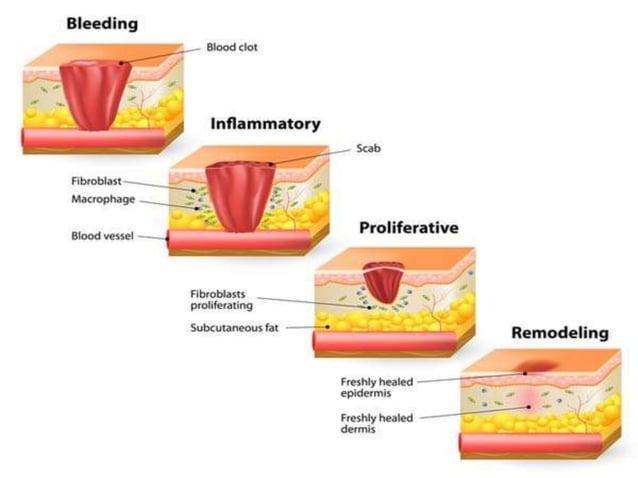 Bleeding
Blood clot
Inflammatory
Scab
Fibroblast
Macrophage
Blood vessel
Proliferative
Fibroblasts
proliferating
Subcutaneous fat
Remodeling
Freshly healed
epidermis
Freshly healed
dermis